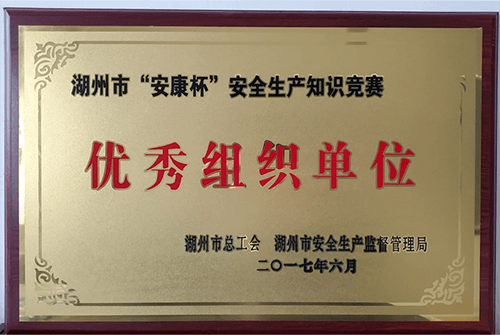 湖州市“安康杯”安全生产知识竞赛
优秀组织单位
湖州市总工会 湖州市安全生产监督管理局
二〇一七年六月